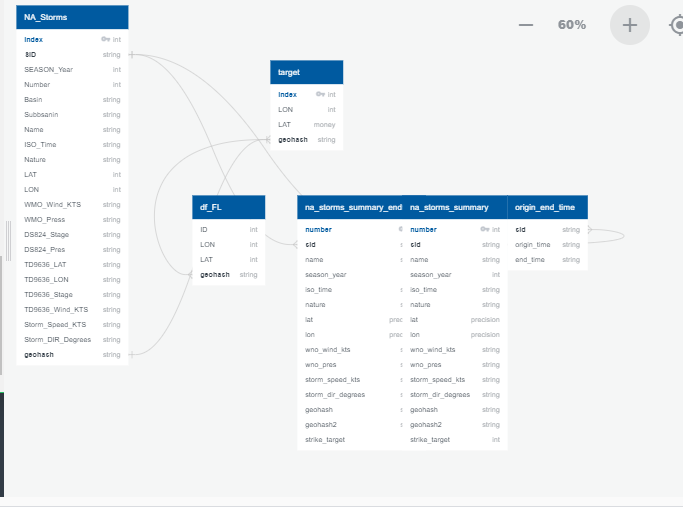 NA_Storms
index int
SID string
SEASON_Year int
Number int
Basin string
Subbsanin string
Name string
ISO_Time string
Nature string
LAT int
LON int
WMO_Wind_KTS string
WMO_Press string
DS824_Stage string
DS824_Pres string
TD9636_LAT string
TD9636_LON string
TD9636_Stage string
TD9636_Wind_KTS string
Storm_Speed_KTS string
Storm_DIR_Degrees string
geohash string
60%
target
index int
LON int
LAT money
geohash string
df_FL
ID int
LON int
LAT int
geohash string
na_storms_summary_end
number
sid s
name s
season_year
iso_time s
nature s
lat prec
lon prec
wno_wind_kts s
wno_pres s
storm_speed_kts s
storm_dir_degrees s
geohash s
geohash2 s
strike_target
na_storms_summary
number int
sid string
name string
season_year int
iso_time string
nature string
lat precision
lon precision
wno_wind_kts string
wno_pres string
storm_speed_kts string
storm_dir_degrees string
geohash string
geohash2 string
strike_target int
origin_end_time
sid string
origin_time string
end_time string